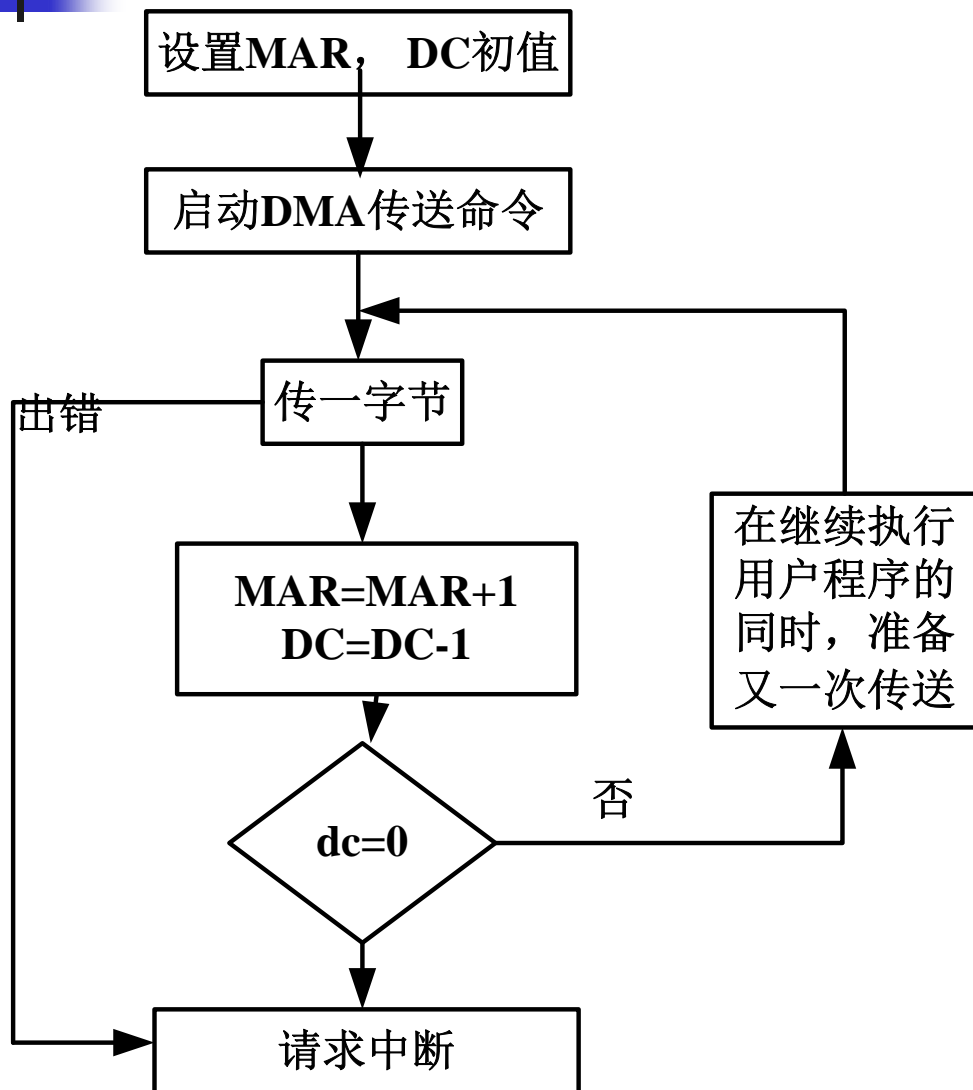 设置MAR， DC初值
启动DMA传送命令
传一字节
出错
MAR=MAR+1
DC=DC-1
在继续执行
用户程序的
同时，准备
又一次传送
否
dc=0
请求中断